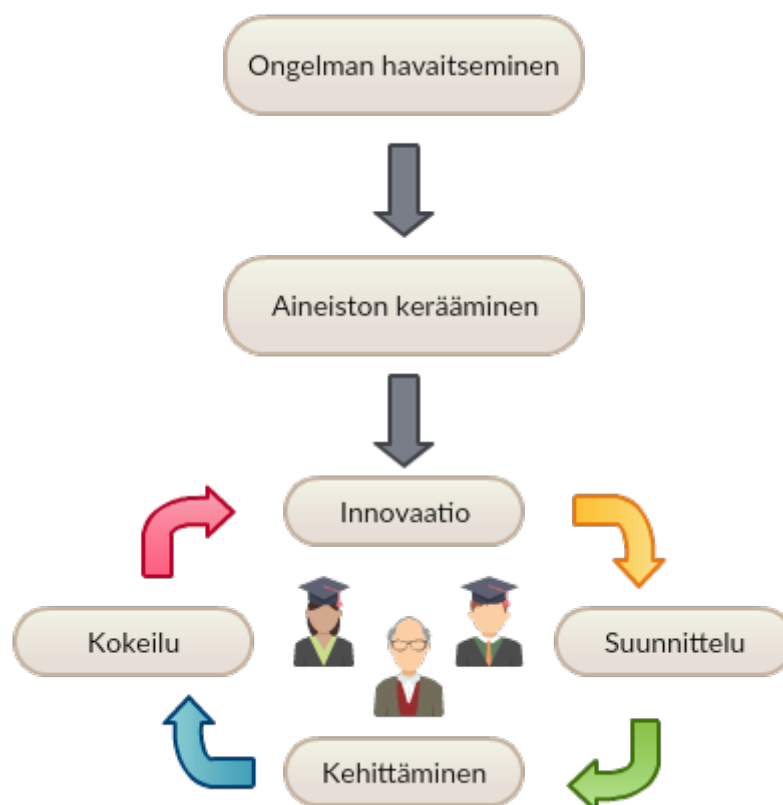 Ongelman havaitseminen
Aineiston kerääminen
Innovaatio
Kokeilu
Suunnittelu
Kehittäminen